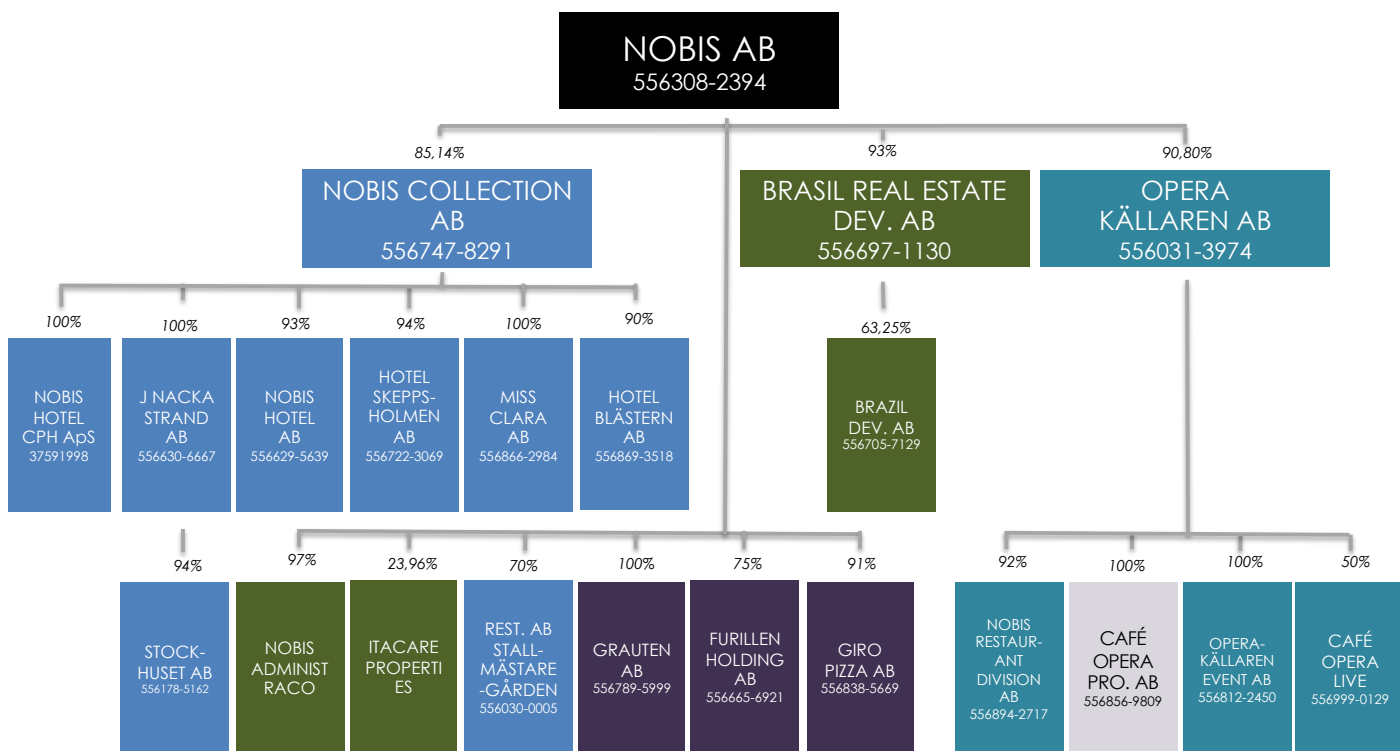 NOBIS AB
556308-2394
85,14%
93%
90,80%
NOBIS COLLECTION
AB
556747-8291
BRASIL REAL ESTATE
DEV. AB
556697-1130
OPERA
KÄLLAREN AB
556031-3974
100%
100%
93%
94%
100%
90%
63,25%
NOBIS
HOTEL
CPH ApS
37591998
J NACKA
STRAND
AB
556630-6667
NOBIS
HOTEL
AB
556629-5639
HOTEL
SKEPPS-
HOLMEN
AB
556722-3069
MISS
CLARA
AB
556866-2984
HOTEL
BLÄSTERN
AB
556869-3518
BRAZIL
DEV. AB
556705-7129
94%
97%
23,96%
70%
100%
75%
91%
92%
100%
100%
50%
STOCK-
HUSET AB
556178-5162
NOBIS
ADMINIST
RACO
ITACARE
PROPERTI
ES
REST. AB
STALL-
MÄSTARE
-GÅRDEN
556030-0005
GRAUTEN
AB
556789-5999
FURILLEN
HOLDING
AB
556665-6921
GIRO
PIZZA AB
556838-5669
NOBIS
RESTAUR-
ANT
DIVISION
AB
556894-2717
CAFÉ
OPERA
PRO. AB
556856-9809
OPERA-
KÄLLAREN
EVENT AB
556812-2450
CAFÉ
OPERA
LIVE
556999-0129